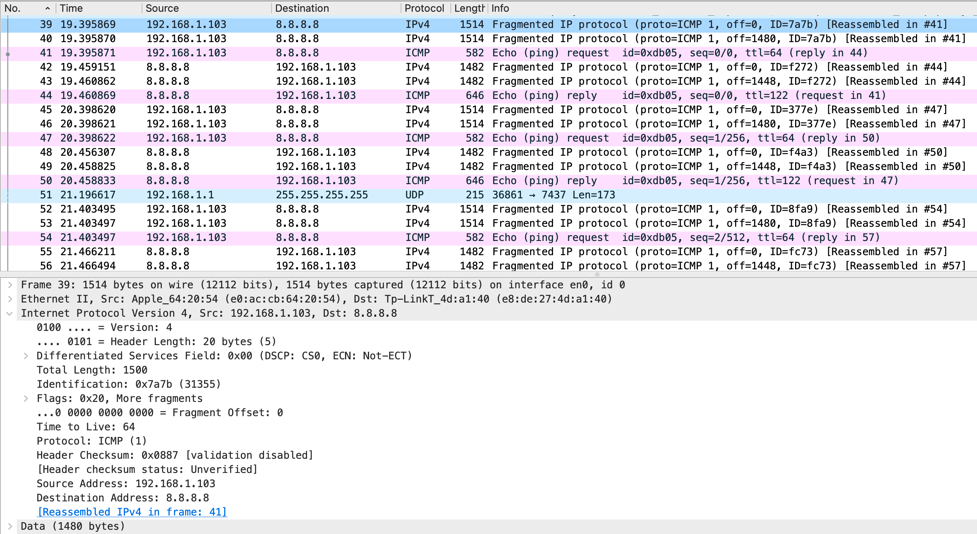 No. Time Source Destination Protocol Lengtl Info
39 19.395869 192.168.1.103 8.8.8.8 IPv4 1514 Fragmented IP protocol (proto=ICMP 1, off=0, ID=7a7b) [Reassembled in #41]
40 19.395870 192.168.1.103 8.8.8.8 IPv4 1514 Fragmented IP protocol (proto=ICMP 1, off=1480, ID=7a7b) [Reassembled in #41]
41 19.395871 192.168.1.103 8.8.8.8 ICMP 582 Echo (ping) request id=0xdb05, seq=0/0, ttl=64 (reply in 44)
42 19.459151 8.8.8.8 192.168.1.103 IPv4 1482 Fragmented IP protocol (proto=ICMP 1, off=0, ID=f272) [Reassembled in #44]
43 19.460862 8.8.8.8 192.168.1.103 IPv4 1482 Fragmented IP protocol (proto=ICMP 1, off=1448, ID=f272) [Reassembled in #44]
44 19.460869 8.8.8.8 192.168.1.103 ICMP 646 Echo (ping) reply id=0xdb05, seq=0/0, ttl=122 (request in 41)
45 20.398620 192.168.1.103 8.8.8.8 IPv4 1514 Fragmented IP protocol (proto=ICMP 1, off=0, ID=377e) [Reassembled in #47]
46 20.398621 192.168.1.103 8.8.8.8 IPv4 1514 Fragmented IP protocol (proto=ICMP 1, off=1480, ID=377e) [Reassembled in #47]
47 20.398622 192.168.1.103 8.8.8.8 ICMP 582 Echo (ping) request id=0xdb05, seq=1/256, ttl=64 (reply in 50)
48 20.456307 8.8.8.8 192.168.1.103 IPv4 1482 Fragmented IP protocol (proto=ICMP 1, off=0, ID=f4a3) [Reassembled in #50]
49 20.458825 8.8.8.8 192.168.1.103 IPv4 1482 Fragmented IP protocol (proto=ICMP 1, off=1448, ID=f4a3) [Reassembled in #50]
50 20.458833 8.8.8.8 192.168.1.103 ICMP 646 Echo (ping) reply id=0xdb05, seq=1/256, ttl=122 (request in 47)
51 21.196617 192.168.1.1 255.255.255.255 UDP 215 36861 → 7437 Len=173
52 21.403495 192.168.1.103 8.8.8.8 IPv4 1514 Fragmented IP protocol (proto=ICMP 1, off=0, ID=8fa9) [Reassembled in #54]
53 21.403497 192.168.1.103 8.8.8.8 IPv4 1514 Fragmented IP protocol (proto=ICMP 1, off=1480, ID=8fa9) [Reassembled in #54]
54 21.403497 192.168.1.103 8.8.8.8 ICMP 582 Echo (ping) request id=0xdb05, seq=2/512, ttl=64 (reply in 57)
55 21.466211 8.8.8.8 192.168.1.103 IPv4 1482 Fragmented IP protocol (proto=ICMP 1, off=0, ID=fc73) [Reassembled in #57]
56 21.466494 8.8.8.8 192.168.1.103 IPv4 1482 Fragmented IP protocol (proto=ICMP 1, off=1448, ID=fc73) [Reassembled in #57]
Frame 39: 1514 bytes on wire (12112 bits), 1514 bytes captured (12112 bits) on interface en0, id 0
Ethernet II, Src: Apple_64:20:54 (e0:ac:cb:64:20:54), Dst: Tp-LinkT_4d:a1:40 (e8:de:27:4d:a1:40)
Internet Protocol Version 4, Src: 192.168.1.103, Dst: 8.8.8.8
0100 .... = Version: 4
.... 0101 = Header Length: 20 bytes (5)
Differentiated Services Field: 0x00 (DSCP: CS0, ECN: Not-ECT)
Total Length: 1500
Identification: 0x7a7b (31355)
Flags: 0x20, More fragments
...0 0000 0000 0000 = Fragment Offset: 0
Time to Live: 64
Protocol: ICMP (1)
Header Checksum: 0x0887 [validation disabled]
[Header checksum status: Unverified]
Source Address: 192.168.1.103
Destination Address: 8.8.8.8
[Reassembled IPv4 in frame: 41]
Data (1480 bytes)